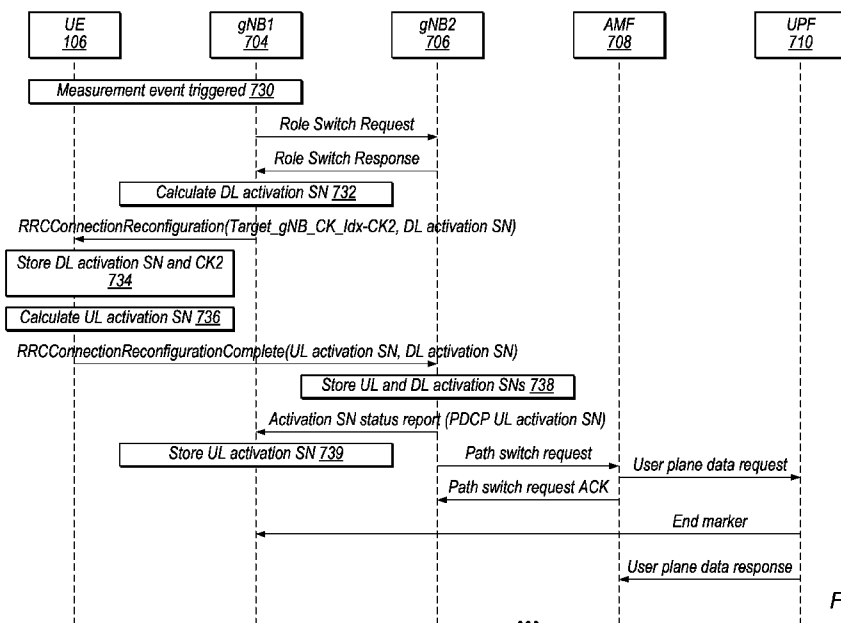 UE
106
gNB1
704
gNB2
706
AMF
708
UPF
710
Measurement event triggered 730
Role Switch Request
Role Switch Response
Calculate DL activation SN 732
RRCConnectionReconfiguration(Target_gNB_CK_Idx-CK2, DL activation SN)
Store DL activation SN and CK2
734
Calculate UL activation SN 736
RRCConnectionReconfigurationComplete(UL activation SN, DL activation SN)
Store UL and DL activation SNs 738
Activation SN status report (PDCP UL activation SN)
Store UL activation SN 739
Path switch request
User plane data request
Path switch request ACK
End marker
User plane data response
F
...